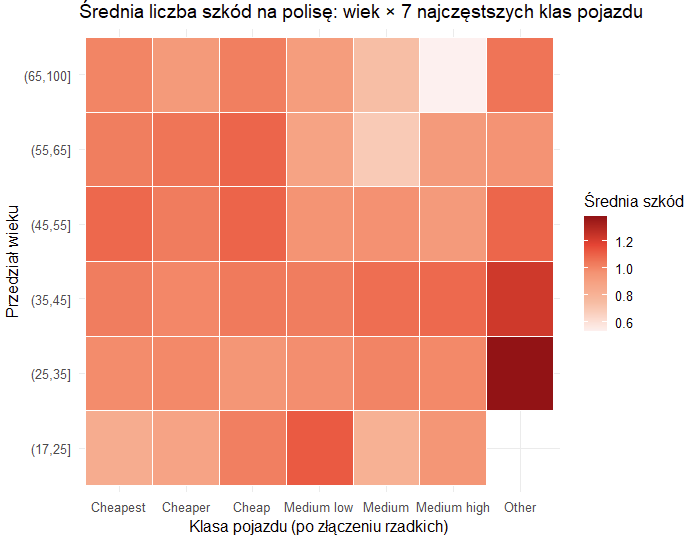 Średnia liczba szkód na polisę: wiek × 7 najczęstszych klas pojazdu
Przedział wieku
(65,100]
(55,65]
(45,55]
(35,45]
(25,35]
(17,25]
Cheapest Cheaper Cheap Medium low Medium Medium high Other
Klasa pojazdu (po złączeniu rzadkich)
Średnia szkód
1.2
1.0
0.8
0.6